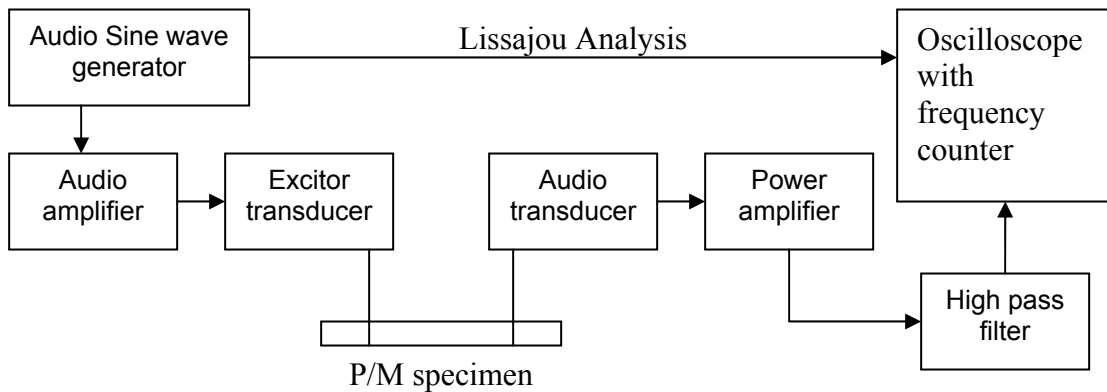 Audio Sine wave
generator
Lissajou Analysis
Oscilloscope
with
frequency
counter
Audio
amplifier
Excitor
transducer
Audio
transducer
Power
amplifier
High pass
filter
P/M specimen